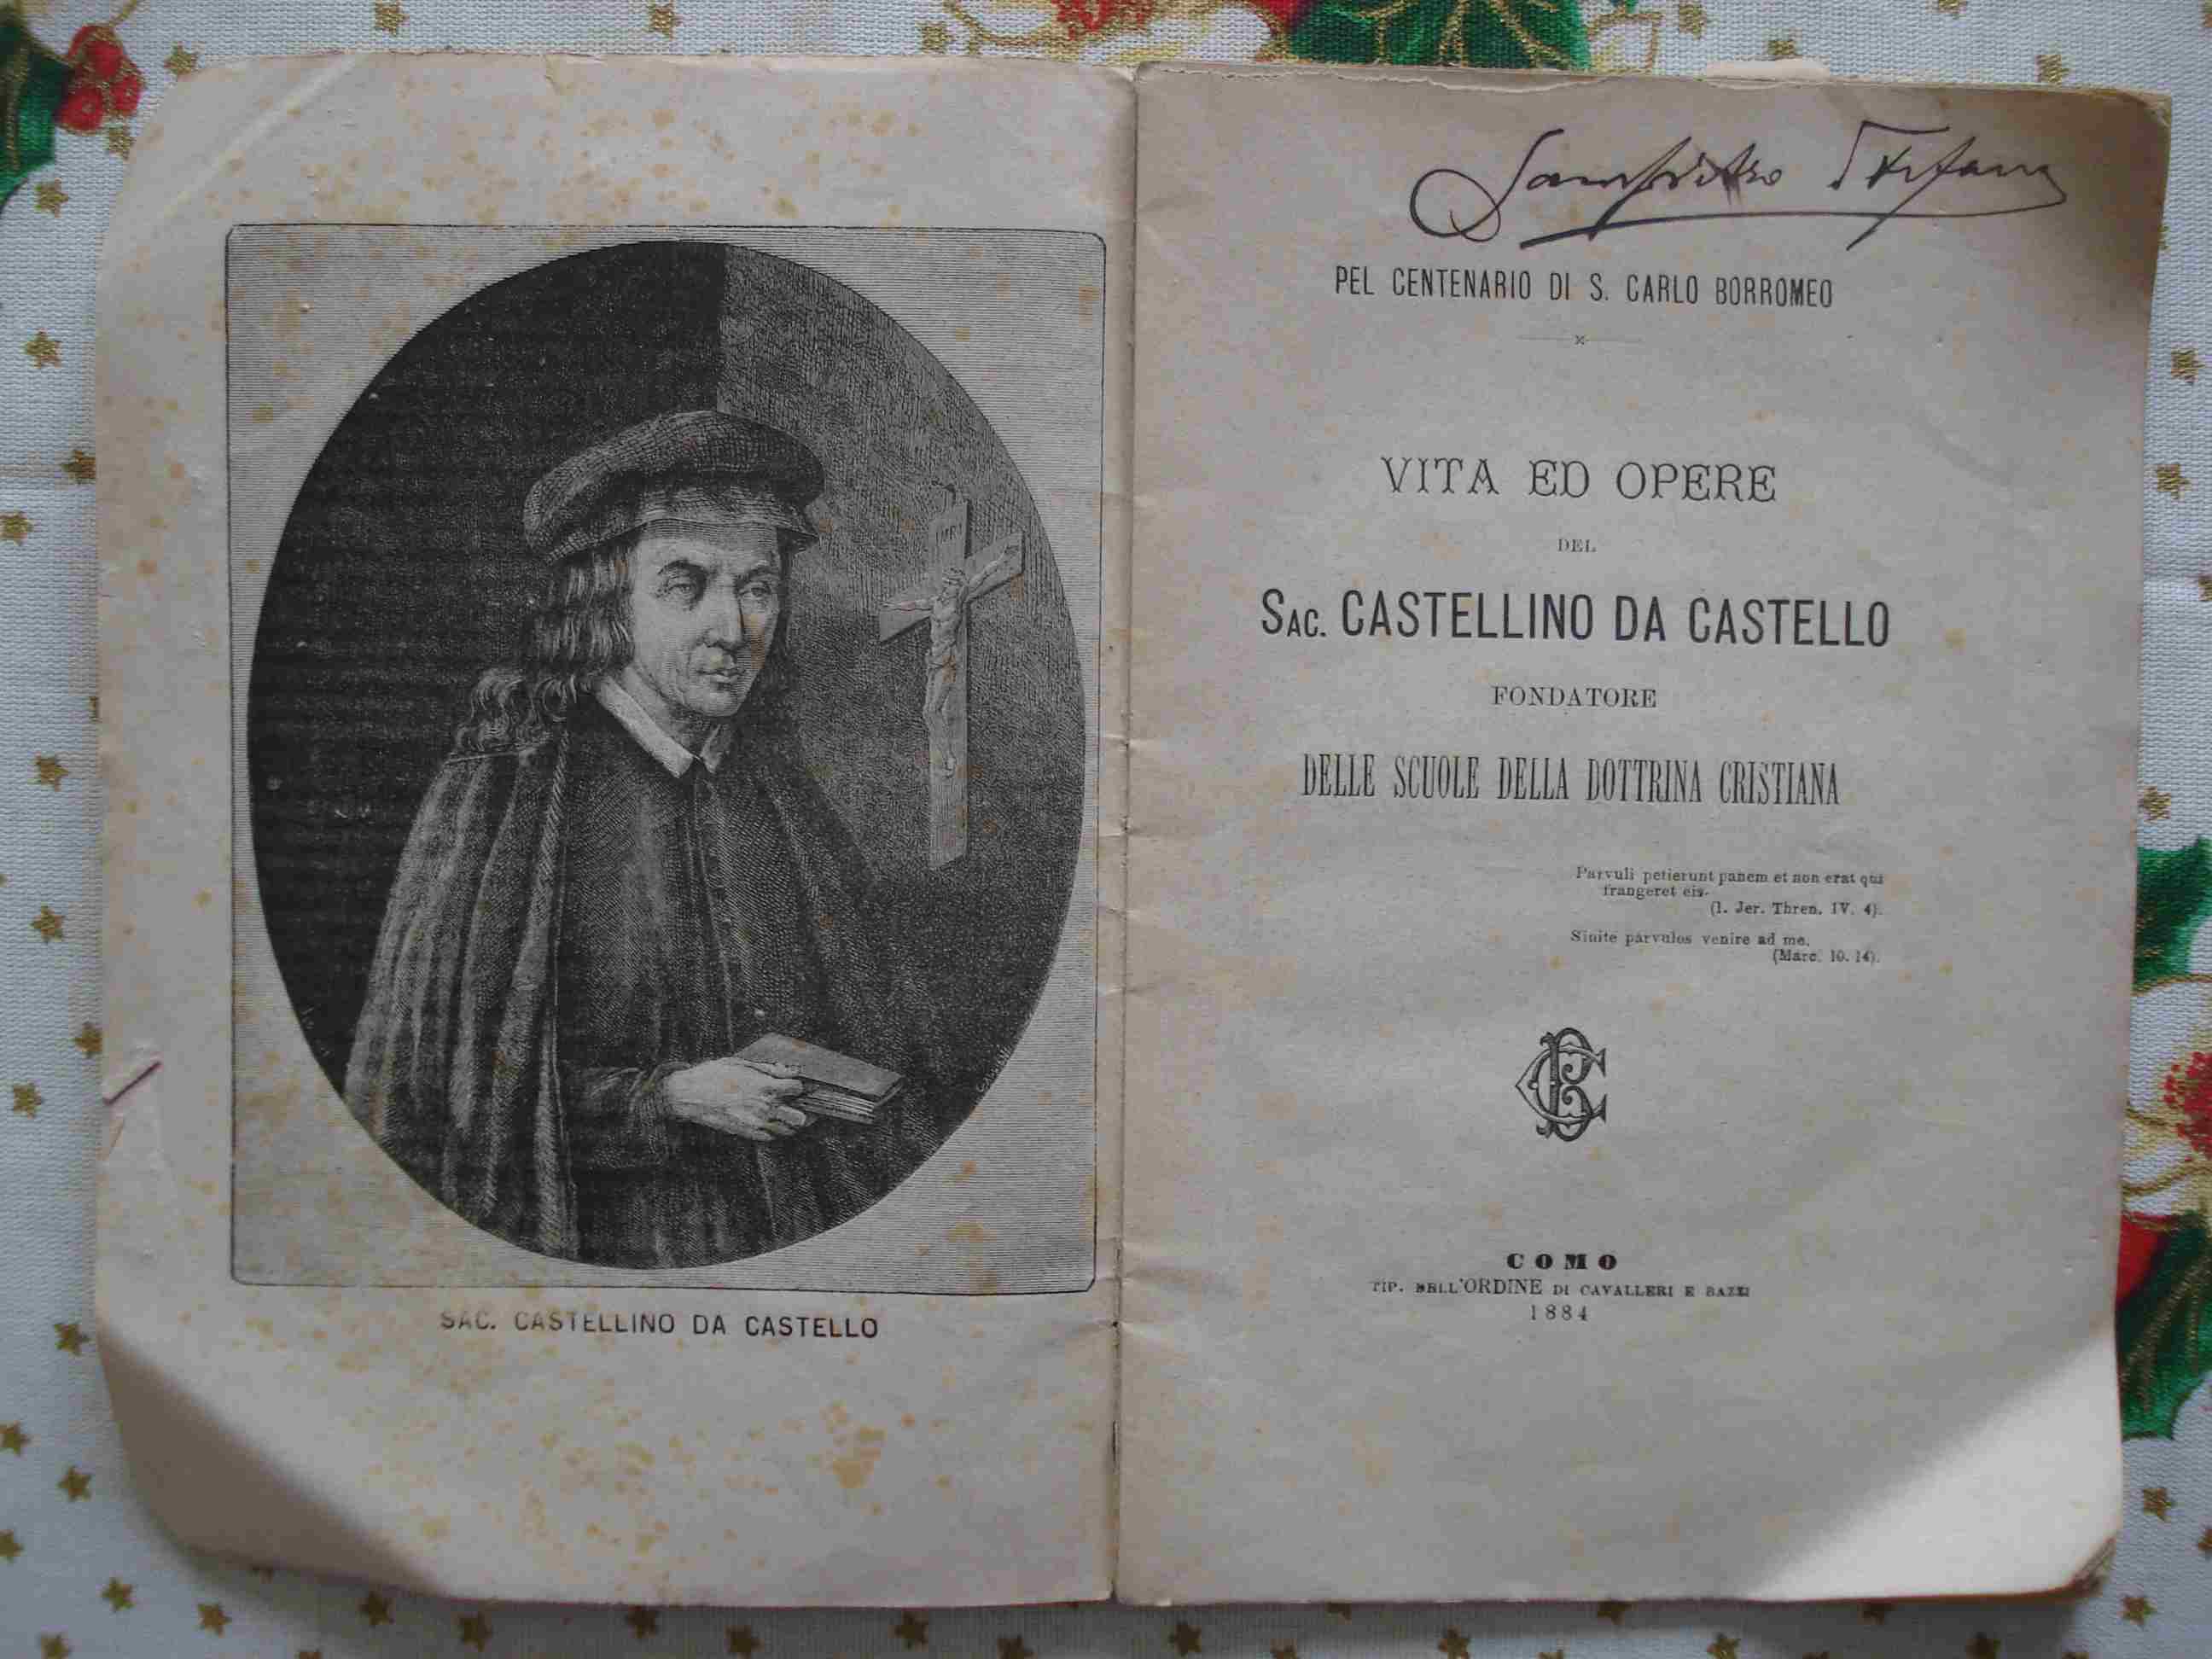 INRI
SAC. CASTELLINO DA CASTELLO
Stefano
PEL CENTENARIO DI S. CARLO BORROMEO
VITA ED OPERE
DEL
SAC. CASTELLINO DA CASTELLO
FONDATORE
DELLE SCUOLE DELLA DOTTRINA CRISTIANA
Parvuli petierunt panem et non erat qui
frangeret eis.
(I. Jer. Thren. IV. 4).
Sinite parvulos venire ad me.
(Marc. 10. 14).
COMO
TIP. DELL'ORDINE DI CAVALLERI E BAZZI
1884